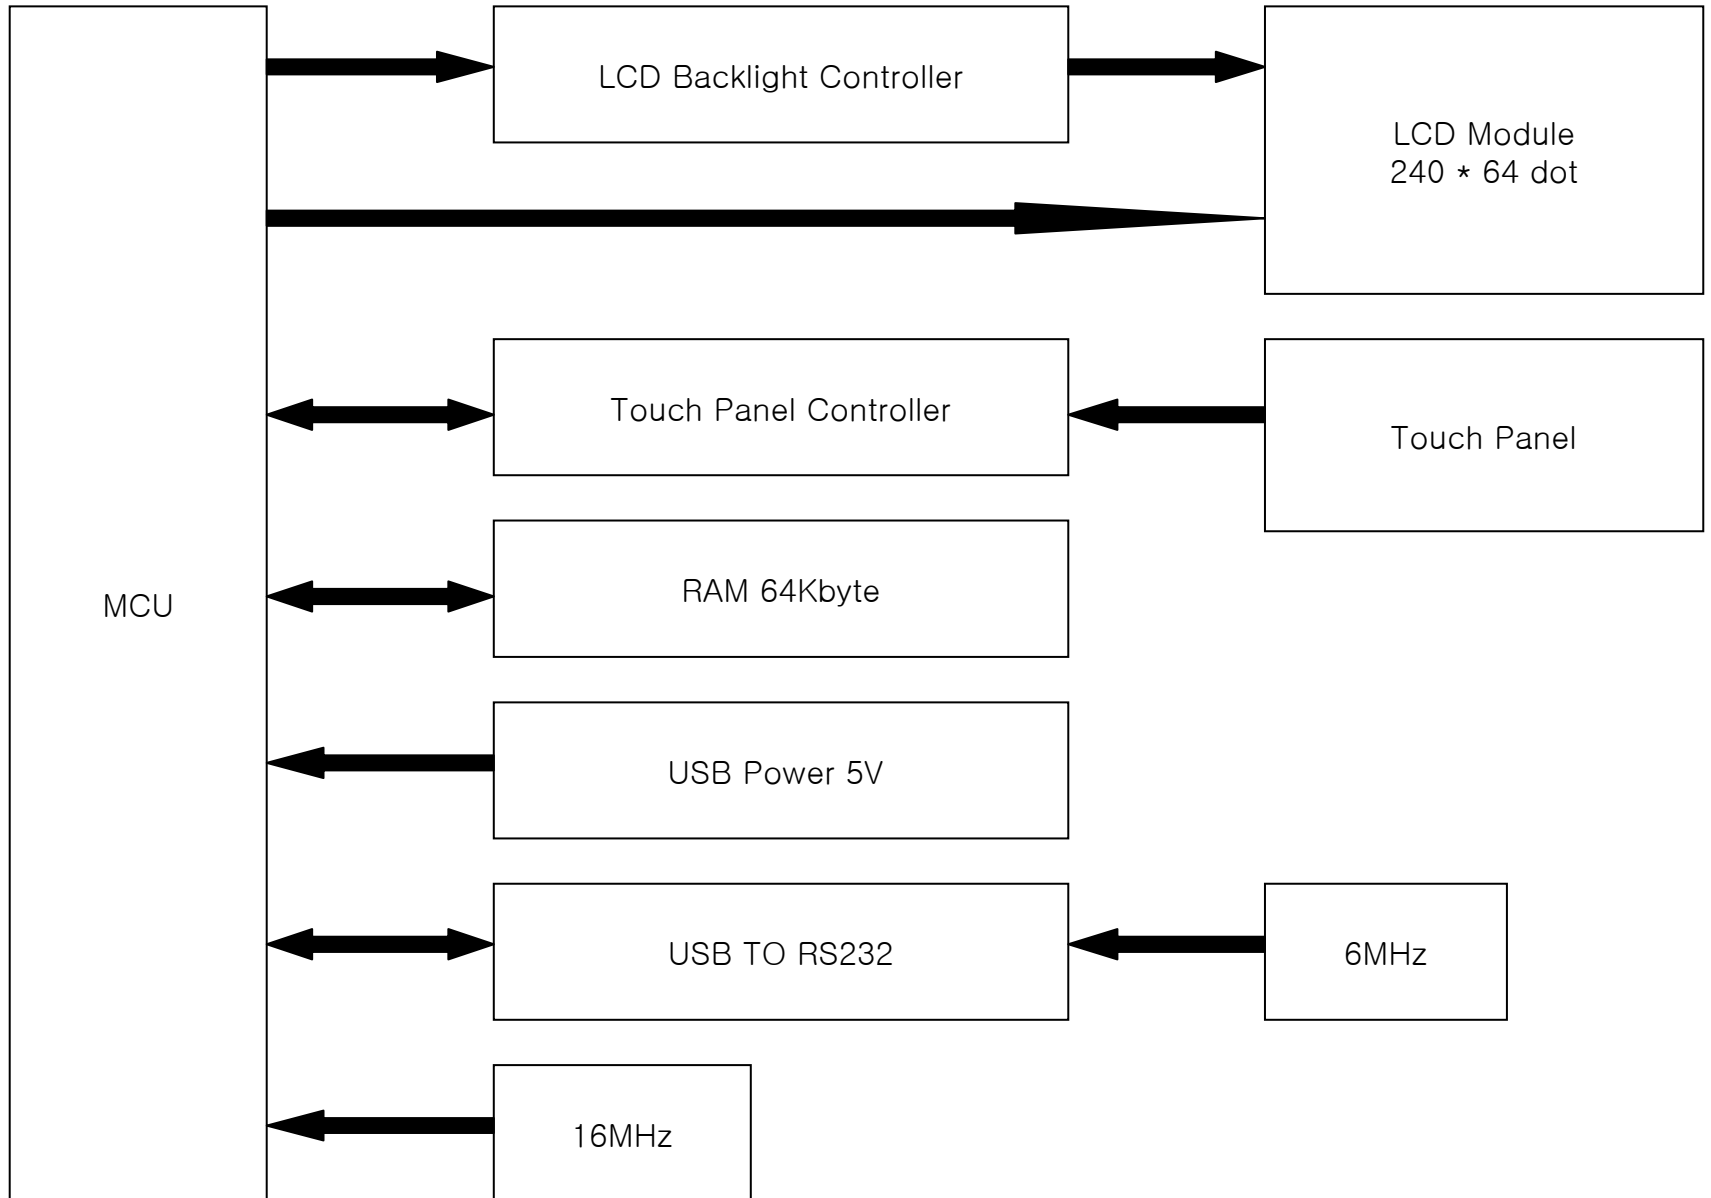 LCD Backlight Controller
LCD Module
240 * 64 dot
Touch Panel Controller
Touch Panel
MCU
RAM 64Kbyte
USB Power 5V
USB TO RS232
6MHz
16MHz